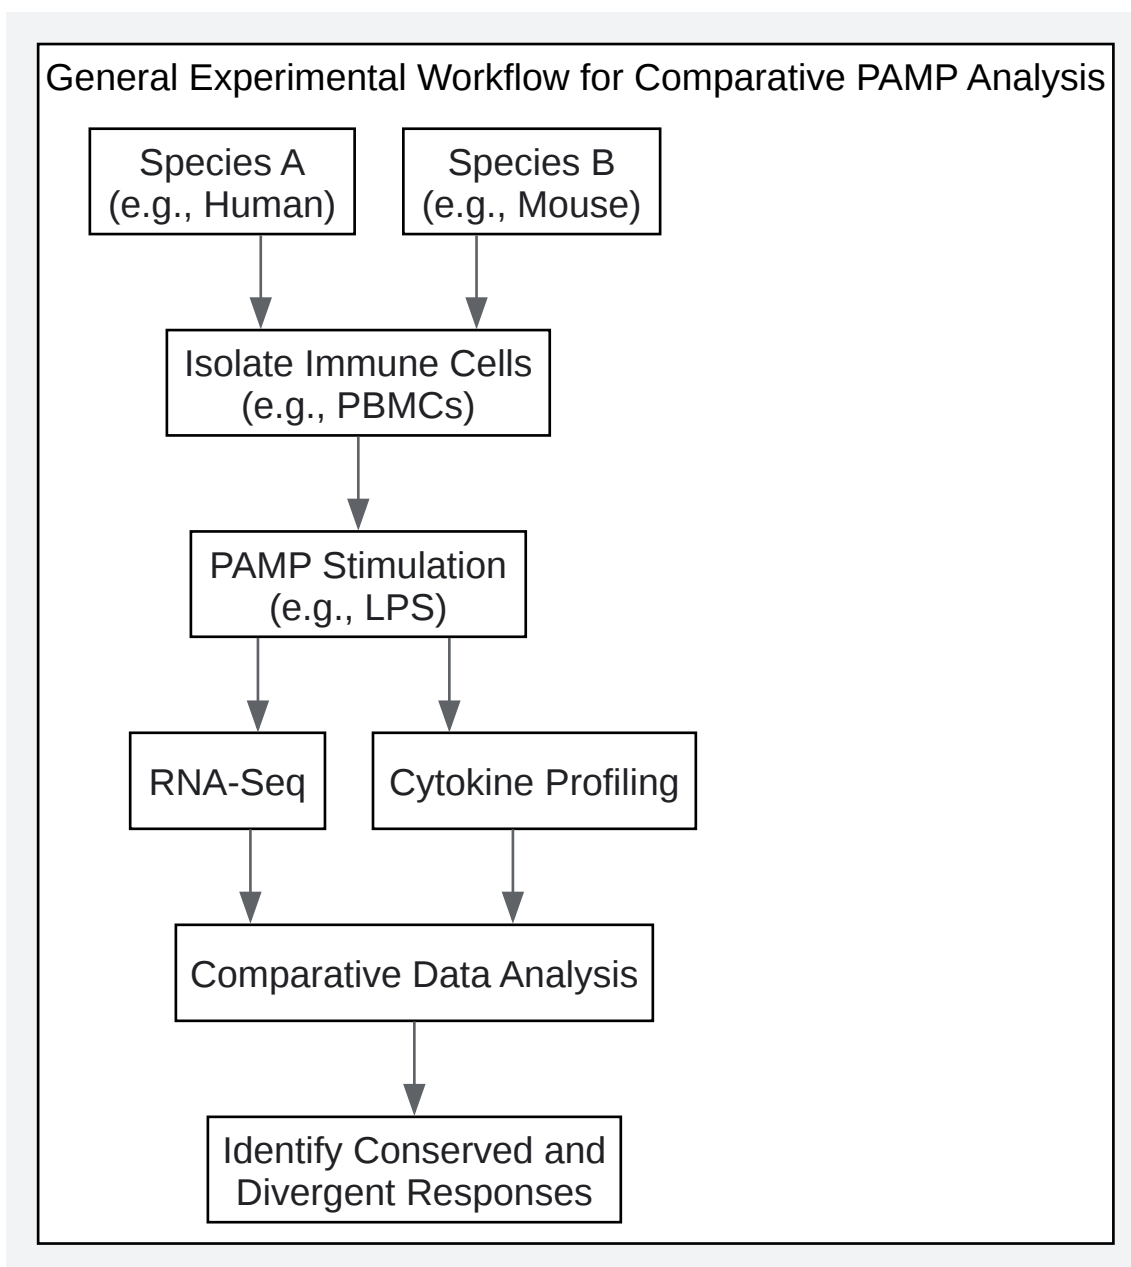 General Experimental Workflow for Comparative PAMP Analysis
Species A
(e.g., Human)
Species B
(e.g., Mouse)
Isolate Immune Cells
(e.g., PBMCs)
PAMP Stimulation
(e.g., LPS)
RNA-Seq
Cytokine Profiling
Comparative Data Analysis
Identify Conserved and
Divergent Responses